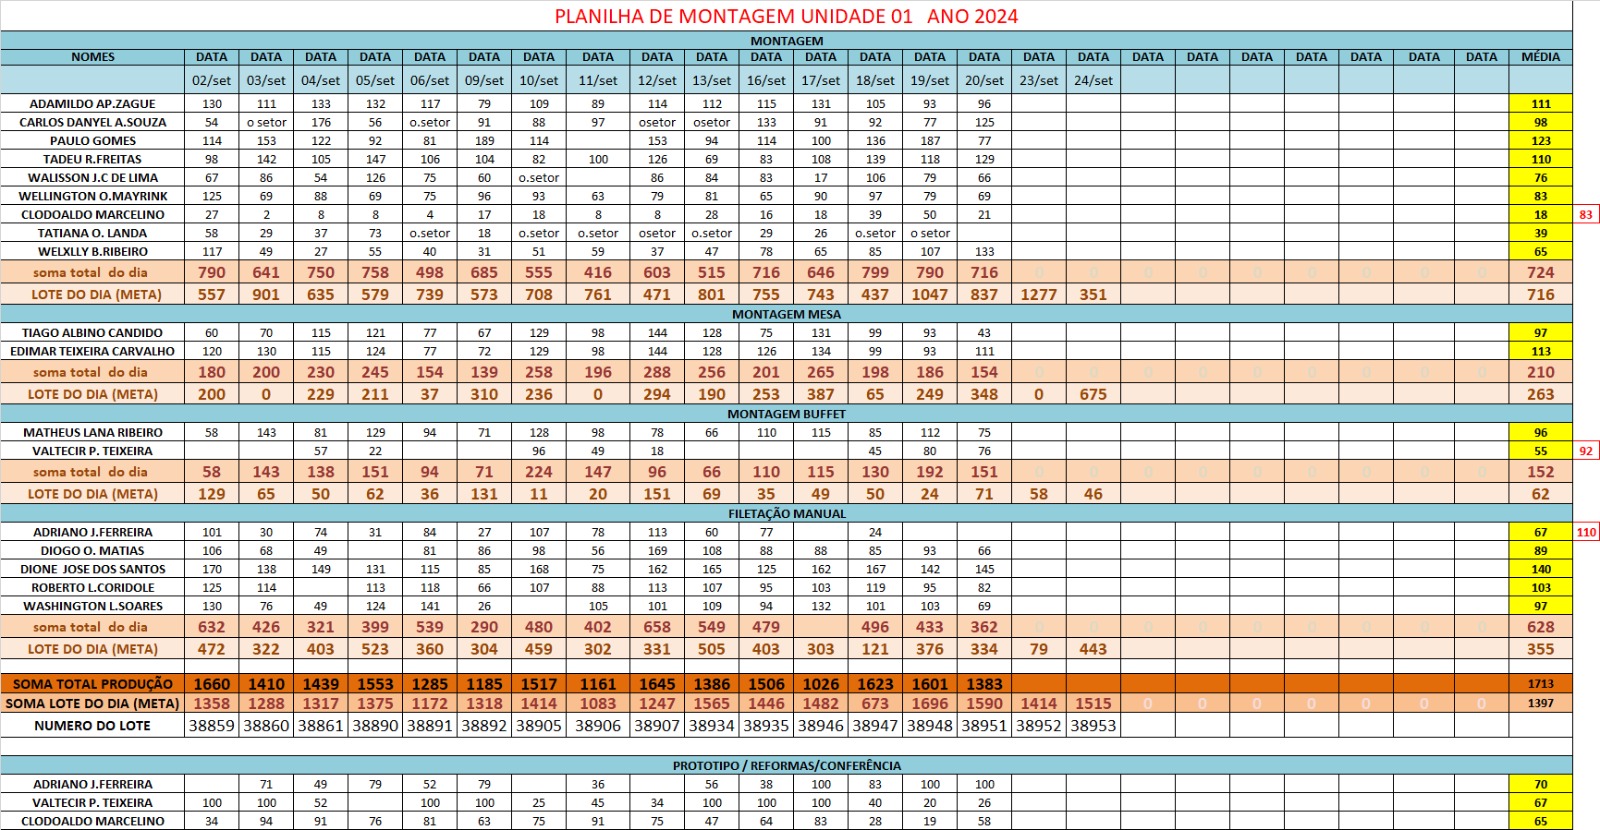 PLANILHA DE MONTAGEM UNIDADE 01 ANO 2024
MONTAGEM
NOMES DATA DATA DATA DATA DATA DATA DATA DATA DATA DATA DATA DATA DATA DATA DATA DATA DATA DATA DATA DATA DATA DATA DATA DATA MÉDIA
02/set 03/set 04/set 05/set 06/set 09/set 10/set 11/set 12/set 13/set 16/set 17/set 18/set 19/set 20/set 23/set 24/set
ADAMILDO AP.ZAGUE 130 111 133 132 117 79 109 89 114 112 115 131 105 93 96 111
CARLOS DANYEL A.SOUZA 54 o setor 176 56 o.setor 91 88 97 osetor osetor 133 91 92 77 125 98
PAULO GOMES 114 153 122 92 81 189 114 153 94 114 100 136 187 77 123
TADEU R.FREITAS 98 142 105 147 106 104 82 100 126 69 83 108 139 118 129 110
WALISSON J.C DE LIMA 67 86 54 126 75 60 o.setor 86 84 83 17 106 79 66 76
WELLINGTON O.MAYRINK 125 69 88 69 75 96 93 63 79 81 65 90 97 79 69 83
CLODOALDO MARCELINO 27 2 8 8 4 17 18 8 8 28 16 18 39 50 21 18 83
TATIANA O. LANDA 58 29 37 73 o.setor 18 o.setor o.setor osetor o.setor 29 26 o.setor o setor 39
WELXLLY B.RIBEIRO 117 49 27 55 40 31 51 59 37 47 78 65 85 107 133 65
soma total do dia 790 641 750 758 498 685 555 416 603 515 716 646 799 790 716 0 0 0 0 0 0 0 0 0 724
LOTE DO DIA (META) 557 901 635 579 739 573 708 761 471 801 755 743 437 1047 837 1277 351 716
MONTAGEM MESA
TIAGO ALBINO CANDIDO 60 70 115 121 77 67 129 98 144 128 75 131 99 93 43 97
EDIMAR TEIXEIRA CARVALHO 120 130 115 124 77 72 129 98 144 128 126 134 99 93 111 113
soma total do dia 180 200 230 245 154 139 258 196 288 256 201 265 198 186 154 0 0 0 0 0 0 0 0 0 210
LOTE DO DIA (META) 200 0 229 211 37 310 236 0 294 190 253 387 65 249 348 0 675 263
MONTAGEM BUFFET
MATHEUS LANA RIBEIRO 58 143 81 129 94 71 128 98 78 66 110 115 85 112 75 96
VALTECIR P. TEIXEIRA 57 22 96 49 18 45 80 76 55 92
soma total do dia 58 143 138 151 94 71 224 147 96 66 110 115 130 192 151 0 0 0 0 0 0 0 0 0 152
LOTE DO DIA (META) 129 65 50 62 36 131 11 20 151 69 35 49 50 24 71 58 46 62
FILETAÇÃO MANUAL
ADRIANO J.FERREIRA 101 30 74 31 84 27 107 78 113 60 77 24 67 110
DIOGO O. MATIAS 106 68 49 81 86 98 56 169 108 88 88 85 93 66 89
DIONE JOSE DOS SANTOS 170 138 149 131 115 85 168 75 162 165 125 162 167 142 145 140
ROBERTO L.CORIDOLE 125 114 113 118 66 107 88 113 107 95 103 119 95 82 103
WASHINGTON L.SOARES 130 76 49 124 141 26 105 101 109 94 132 101 103 69 97
soma total do dia 632 426 321 399 539 290 480 402 658 549 479 496 433 362 0 0 0 0 0 0 0 0 0 628
LOTE DO DIA (META) 472 322 403 523 360 304 459 302 331 505 403 303 121 376 334 79 443 355
SOMA TOTAL PRODUÇÃO 1660 1410 1439 1553 1285 1185 1517 1161 1645 1386 1506 1026 1623 1601 1383 1713
SOMA LOTE DO DIA (META) 1358 1288 1317 1375 1172 1318 1414 1083 1247 1565 1446 1482 673 1696 1590 1414 1515 0 0 0 0 0 0 0 1397
NUMERO DO LOTE 38859 38860 38861 38890 38891 38892 38905 38906 38907 38934 38935 38946 38947 38948 38951 38952 38953
PROTOTIPO / REFORMAS/CONFERÊNCIA
ADRIANO J.FERREIRA 71 49 79 52 79 36 56 38 100 83 100 100 70
VALTECIR P. TEIXEIRA 100 100 52 100 100 25 45 34 100 100 100 40 20 26 67
CLODOALDO MARCELINO 34 94 91 76 81 63 75 91 75 47 64 83 28 19 58 65